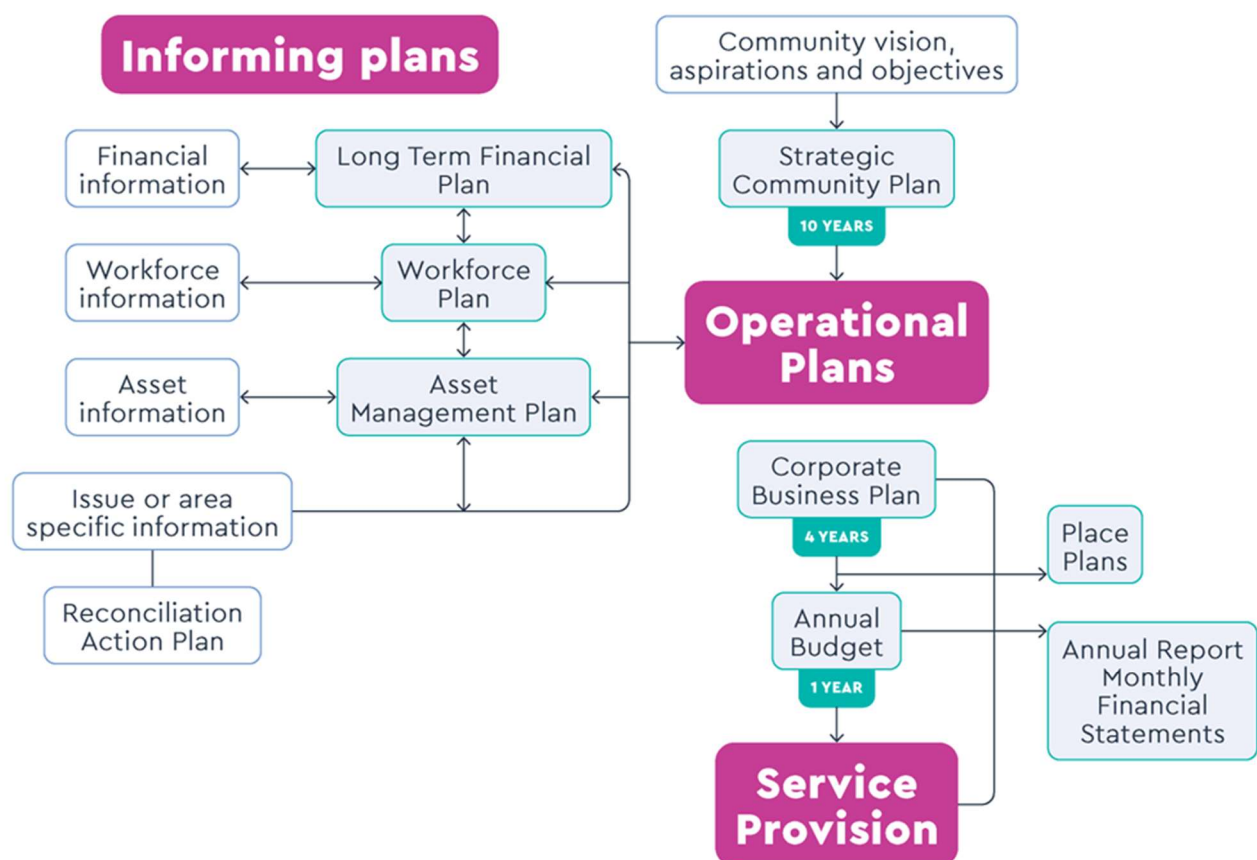 Informing plans
Financial
information
Long Term Financial
Plan
Workforce
information
Workforce
Plan
Asset
information
Asset
Management Plan
Issue or area
specific information
Reconciliation
Action Plan
Community vision,
aspirations and objectives
Strategic
Community Plan
10 YEARS
Operational
Plans
Corporate
Business Plan
4 YEARS
Place
Plans
Annual
Budget
1 YEAR
Annual Report
Monthly
Financial
Statements
Service
Provision